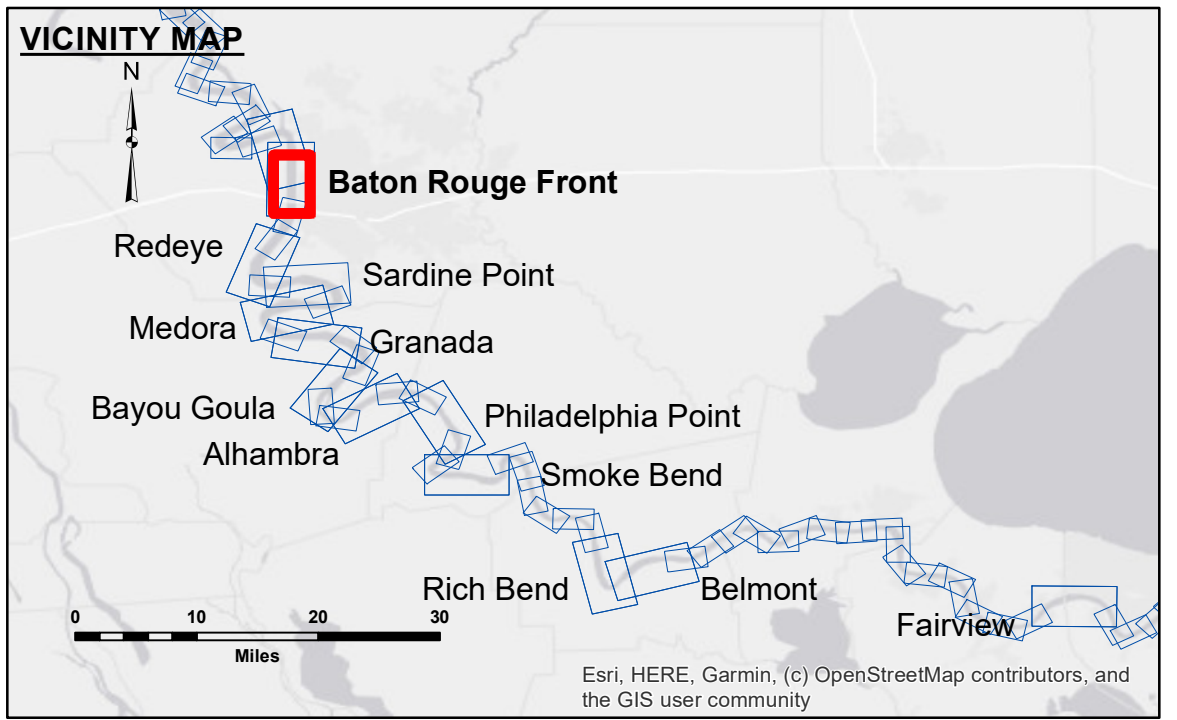 VICINITY MAP
N
Baton Rouge Front
Redeye
Sardine Point
Medora
Granada
Bayou Goula
Philadelphia Point
Alhambra
Smoke Bend
Rich Bend
Belmont
Fairview
0 10 20 30
Miles
Esri, HERE, Garmin, (c) OpenStreetMap contributors, and
the GIS user community